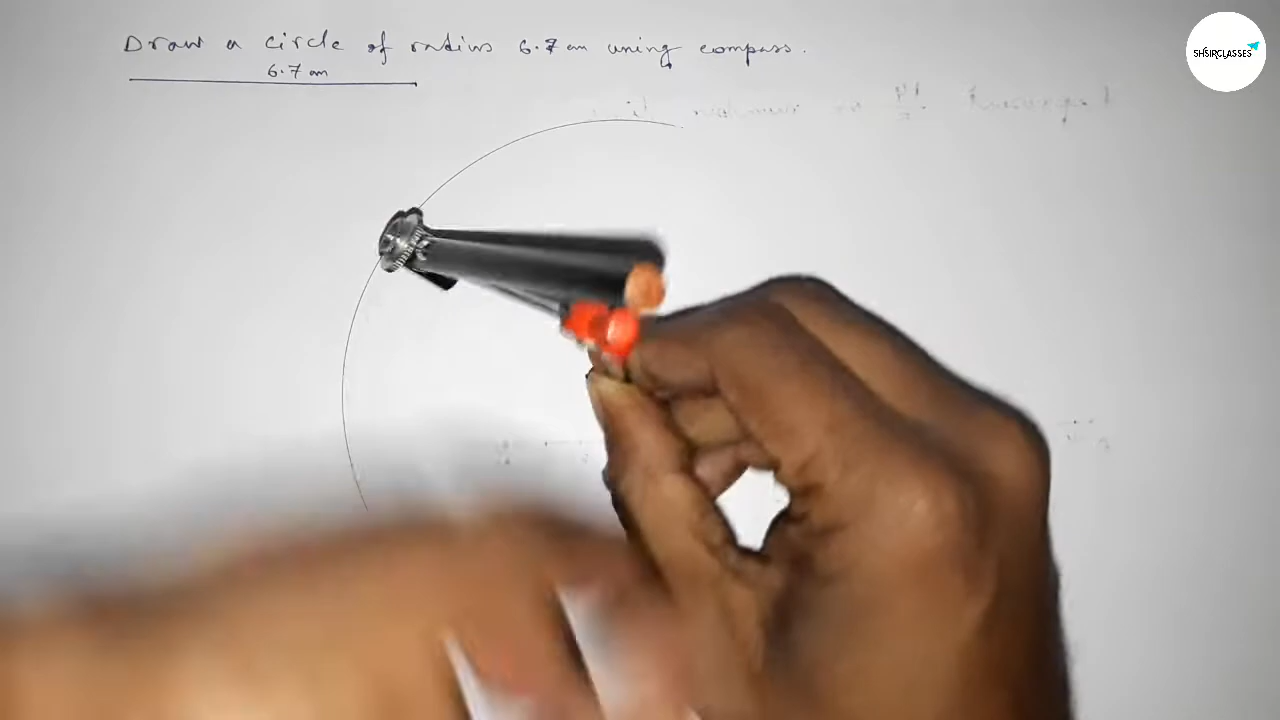 Draw a circle of radius 6.7 cm using compass.
6.7 cm
SHSIRCLASSES